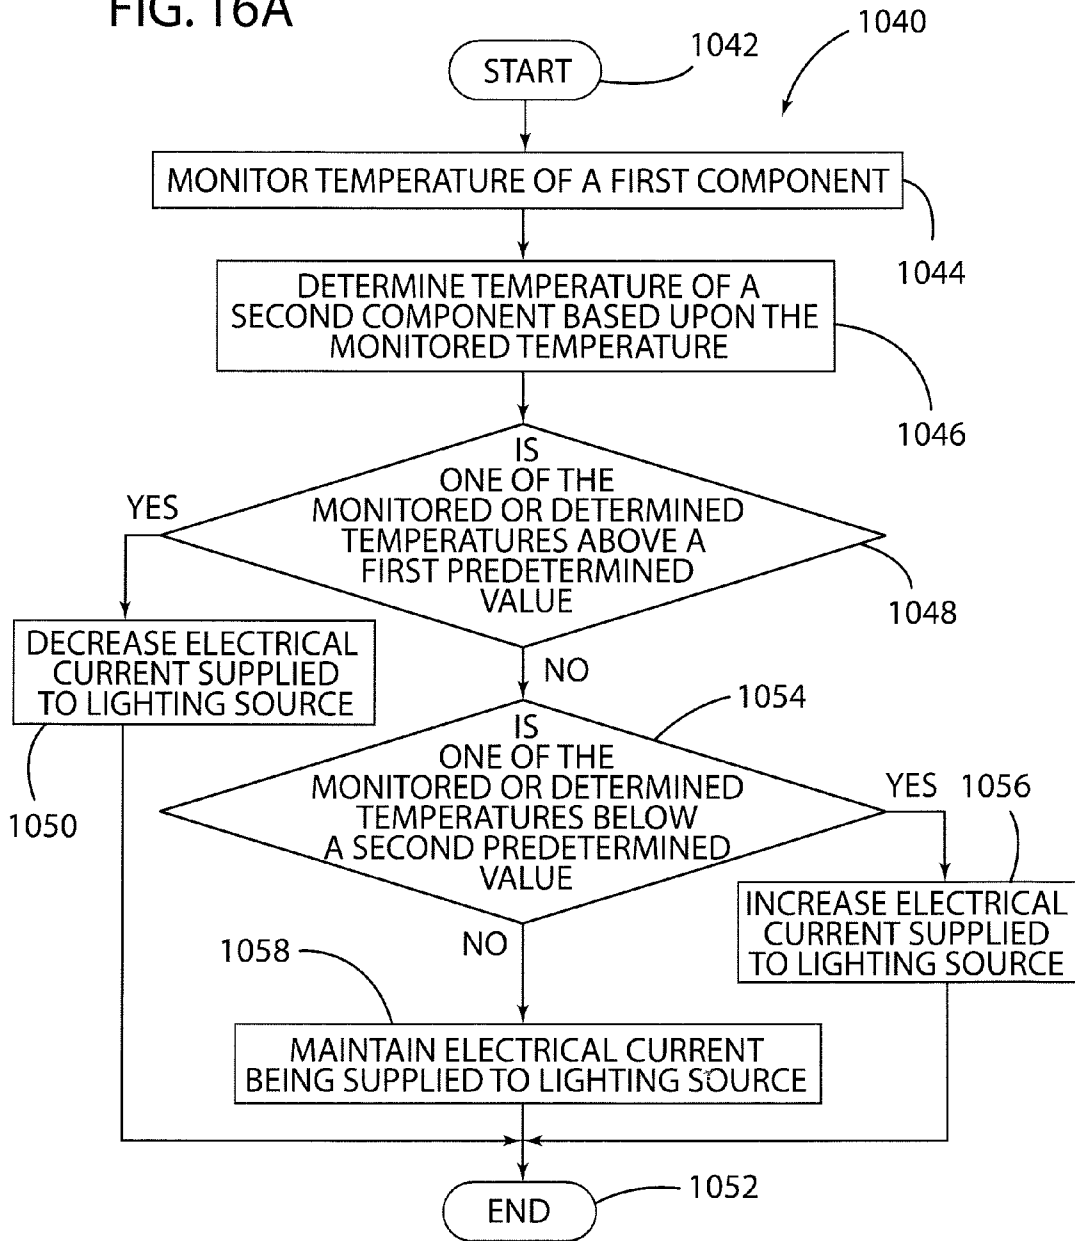 FIG. 16A
1040
1042
START
MONITOR TEMPERATURE OF A FIRST COMPONENT
1044
DETERMINE TEMPERATURE OF A
SECOND COMPONENT BASED UPON THE
MONITORED TEMPERATURE
1046
IS
ONE OF THE
MONITORED OR DETERMINED
TEMPERATURES ABOVE A
FIRST PREDETERMINED
VALUE
YES
1048
DECREASE ELECTRICAL
CURRENT SUPPLIED
TO LIGHTING SOURCE
1050
NO
1054
IS
ONE OF THE
MONITORED OR DETERMINED
TEMPERATURES BELOW
A SECOND PREDETERMINED
VALUE
YES
1056
INCREASE ELECTRICAL
CURRENT SUPPLIED
TO LIGHTING SOURCE
NO
1058
MAINTAIN ELECTRICAL CURRENT
BEING SUPPLIED TO LIGHTING SOURCE
END
1052